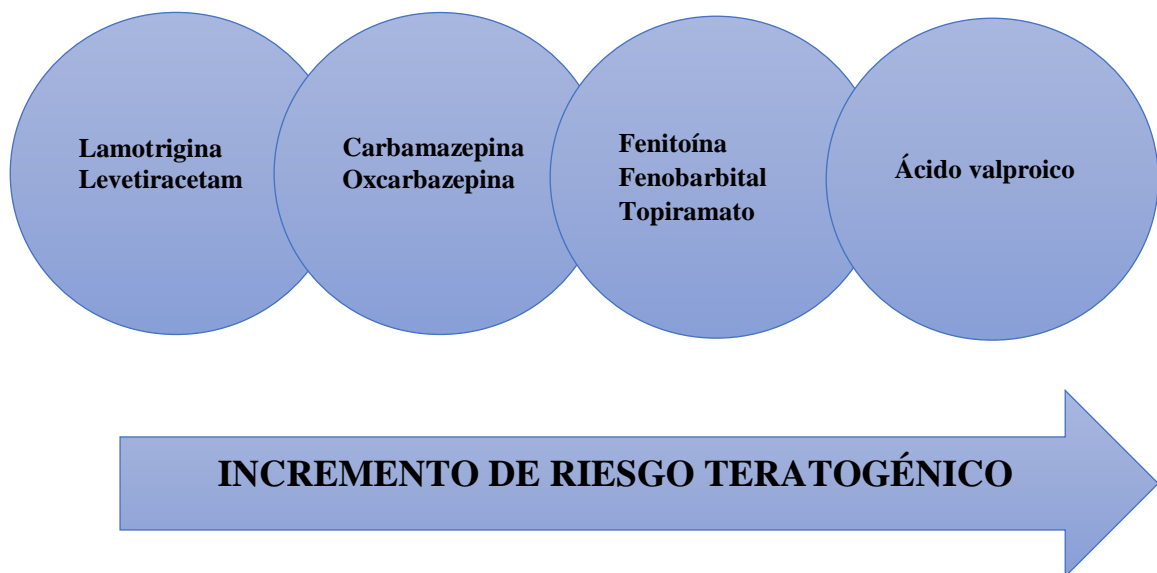 Lamotrigina
Levetiracetam
Carbamazepina
Oxcarbazepina
Fenitoína
Fenobarbital
Topiramato
Ácido valproico
INCREMENTO DE RIESGO TERATOGÉNICO